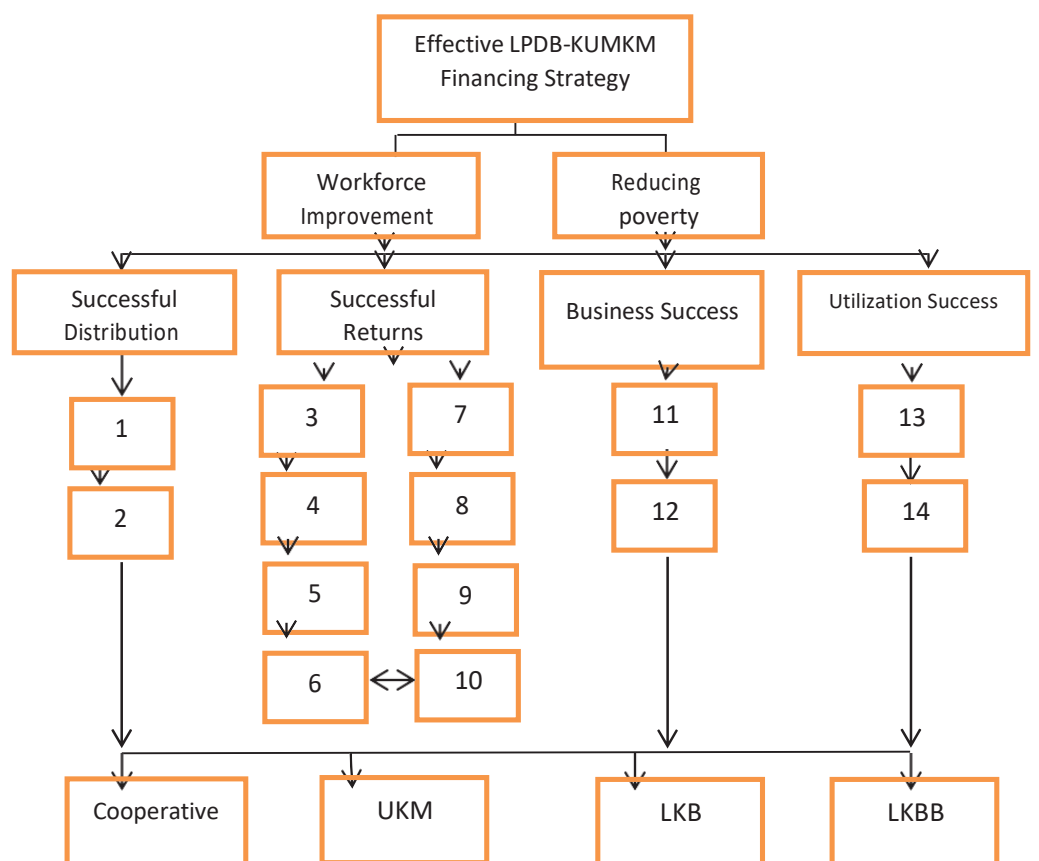 Effective LPDB-KUMKM
Financing Strategy
Workforce
Improvement
Reducing
poverty
Successful
Distribution
Successful
Returns
Business Success
Utilization Success
1
3
7
11
13
2
4
8
12
14
5
9
6
10
Cooperative
UKM
LKB
LKBB